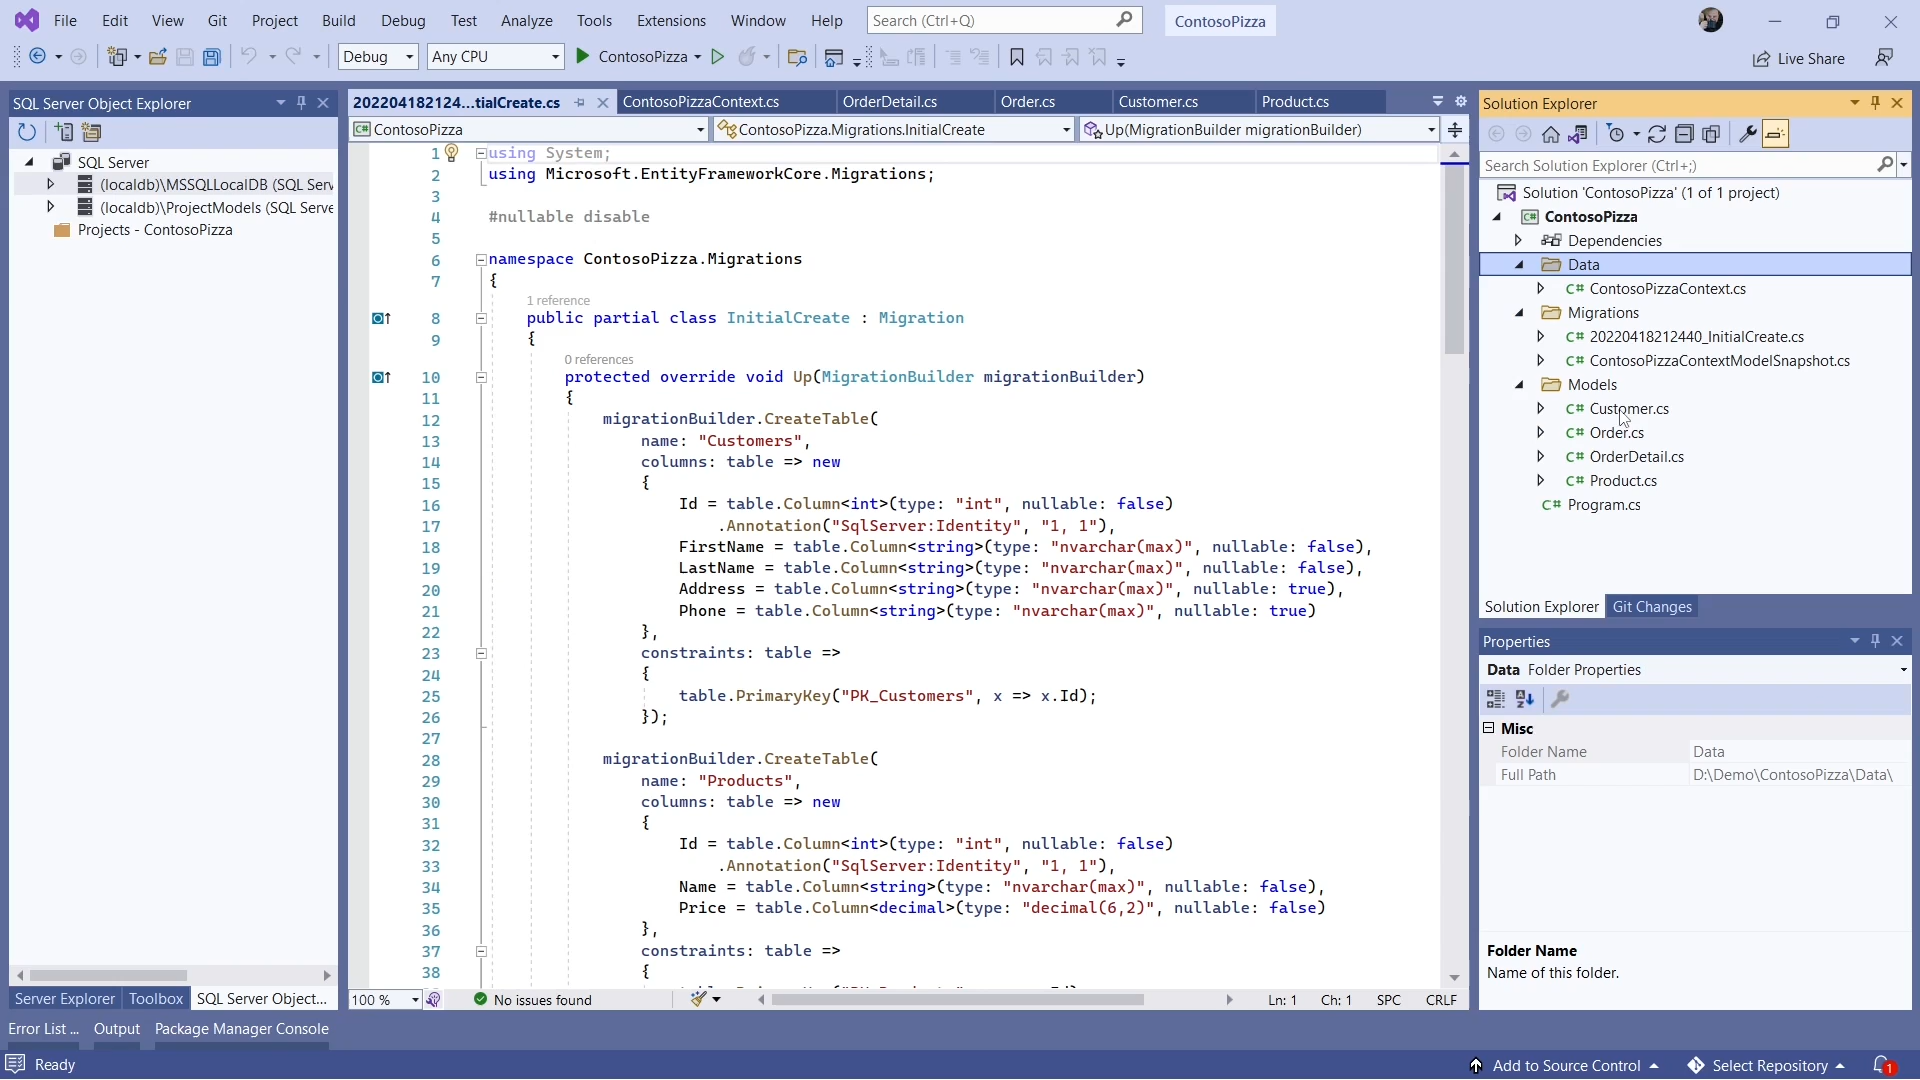 File Edit View Git Project Build Debug Test Analyze Tools Extensions Window Help Search (Ctrl+Q) ContosoPizza
Debug Any CPU ContosoPizza Live Share
SQL Server Object Explorer
SQL Server
(localdb)\MSSQLLocalDB (SQL Serv
(localdb)\ProjectModels (SQL Serve
Projects - ContosoPizza
Server Explorer Toolbox SQL Server Object...
202204182124...tialCreate.cs ContosoPizzaContext.cs OrderDetail.cs Order.cs Customer.cs Product.cs
ContosoPizza ContosoPizza.Migrations.InitialCreate Up(MigrationBuilder migrationBuilder)
1 using System;
2 using Microsoft.EntityFrameworkCore.Migrations;
3
4 #nullable disable
5
6 namespace ContosoPizza.Migrations
7 {
1 reference
8 public partial class InitialCreate : Migration
9 {
0 references
10 protected override void Up(MigrationBuilder migrationBuilder)
11 {
12 migrationBuilder.CreateTable(
13 name: "Customers",
14 columns: table => new
15 {
16 Id = table.Column<int>(type: "int", nullable: false)
17 .Annotation("SqlServer:Identity", "1, 1"),
18 FirstName = table.Column<string>(type: "nvarchar(max)", nullable: false),
19 LastName = table.Column<string>(type: "nvarchar(max)", nullable: false),
20 Address = table.Column<string>(type: "nvarchar(max)", nullable: true),
21 Phone = table.Column<string>(type: "nvarchar(max)", nullable: true)
22 },
23 constraints: table =>
24 {
25 table.PrimaryKey("PK_Customers", x => x.Id);
26 });
27
28 migrationBuilder.CreateTable(
29 name: "Products",
30 columns: table => new
31 {
32 Id = table.Column<int>(type: "int", nullable: false)
33 .Annotation("SqlServer:Identity", "1, 1"),
34 Name = table.Column<string>(type: "nvarchar(max)", nullable: false),
35 Price = table.Column<decimal>(type: "decimal(6,2)", nullable: false)
36 },
37 constraints: table =>
38 {
100 % No issues found Ln: 1 Ch: 1 SPC CRLF
Solution Explorer
Search Solution Explorer (Ctrl+;)
Solution 'ContosoPizza' (1 of 1 project)
C# ContosoPizza
Dependencies
Data
C# ContosoPizzaContext.cs
Migrations
C# 20220418212440_InitialCreate.cs
C# ContosoPizzaContextModelSnapshot.cs
Models
C# Customer.cs
C# Order.cs
C# OrderDetail.cs
C# Product.cs
C# Program.cs
Solution Explorer Git Changes
Properties
Data Folder Properties
Misc
Folder Name Data
Full Path D:\Demo\ContosoPizza\Data\
Folder Name
Name of this folder.
Error List ... Output Package Manager Console
Ready Add to Source Control Select Repository 1